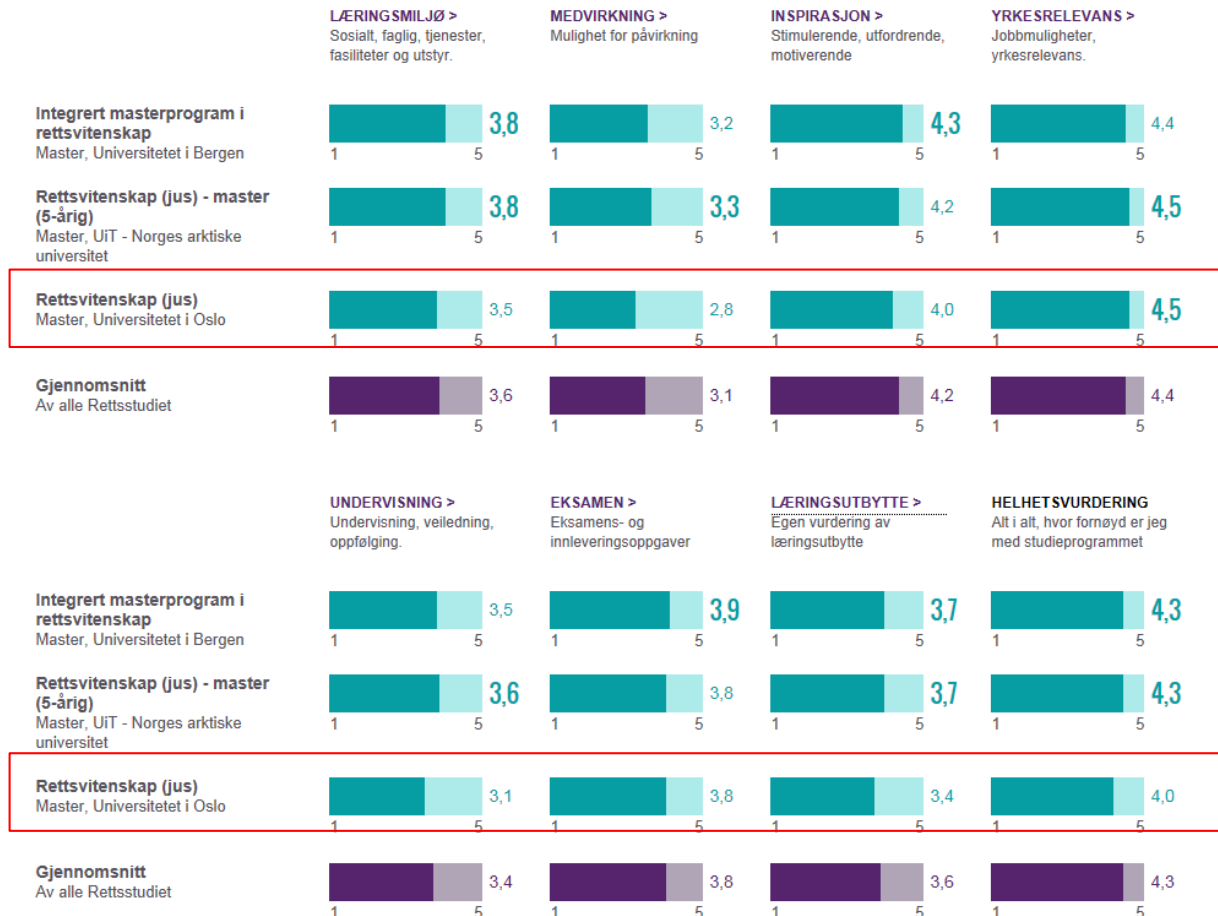 LÆRINGSMILJØ >
Sosialt, faglig, tjenester,
fasiliteter og utstyr.
MEDVIRKNING >
Mulighet for påvirkning
INSPIRASJON >
Stimulerende, utfordrende,
motiverende
YRKESRELEVANS >
Jobbmuligheter,
yrkesrelevans.
Integrert masterprogram i
rettsvitenskap
Master, Universitetet i Bergen
3,8
1 5
3,2
1 5
4,3
1 5
4,4
1 5
Rettsvitenskap (jus) - master
(5-årig)
Master, UiT - Norges arktiske
universitet
3,8
1 5
3,3
1 5
4,2
1 5
4,5
1 5
Rettsvitenskap (jus)
Master, Universitetet i Oslo
3,5
1 5
2,8
1 5
4,0
1 5
4,5
1 5
Gjennomsnitt
Av alle Rettsstudiet
3,6
1 5
3,1
1 5
4,2
1 5
4,4
1 5
UNDERVISNING >
Undervisning, veiledning,
oppfølging.
EKSAMEN >
Eksamens- og
innleveringsoppgaver
LÆRINGSUTBYTTE >
Egen vurdering av
læringsutbytte
HELHETSVURDERING
Alt i alt, hvor fornøyd er jeg
med studieprogrammet
Integrert masterprogram i
rettsvitenskap
Master, Universitetet i Bergen
3,5
1 5
3,9
1 5
3,7
1 5
4,3
1 5
Rettsvitenskap (jus) - master
(5-årig)
Master, UiT - Norges arktiske
universitet
3,6
1 5
3,8
1 5
3,7
1 5
4,3
1 5
Rettsvitenskap (jus)
Master, Universitetet i Oslo
3,1
1 5
3,8
1 5
3,4
1 5
4,0
1 5
Gjennomsnitt
Av alle Rettsstudiet
3,4
1 5
3,8
1 5
3,6
1 5
4,3
1 5